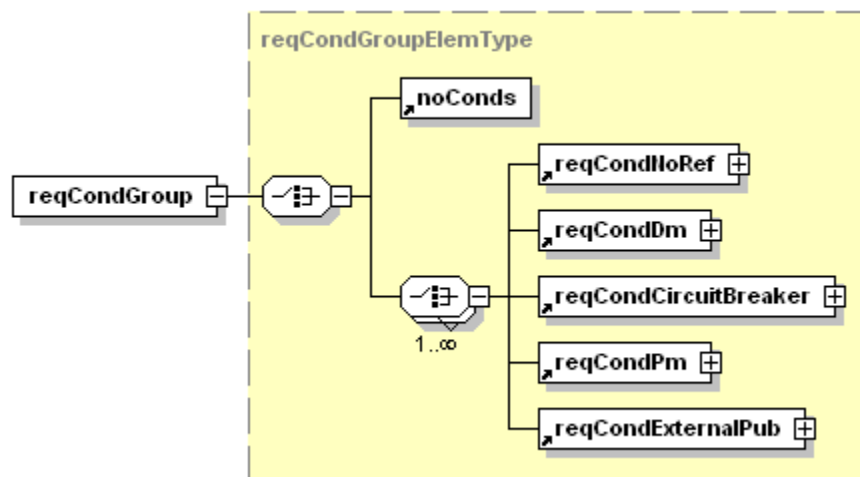 reqCondGroupElemType
noConds
reqCondNoRef
reqCondGroup
reqCondDm
reqCondCircuitBreaker
1..∞
reqCondPm
reqCondExternalPub